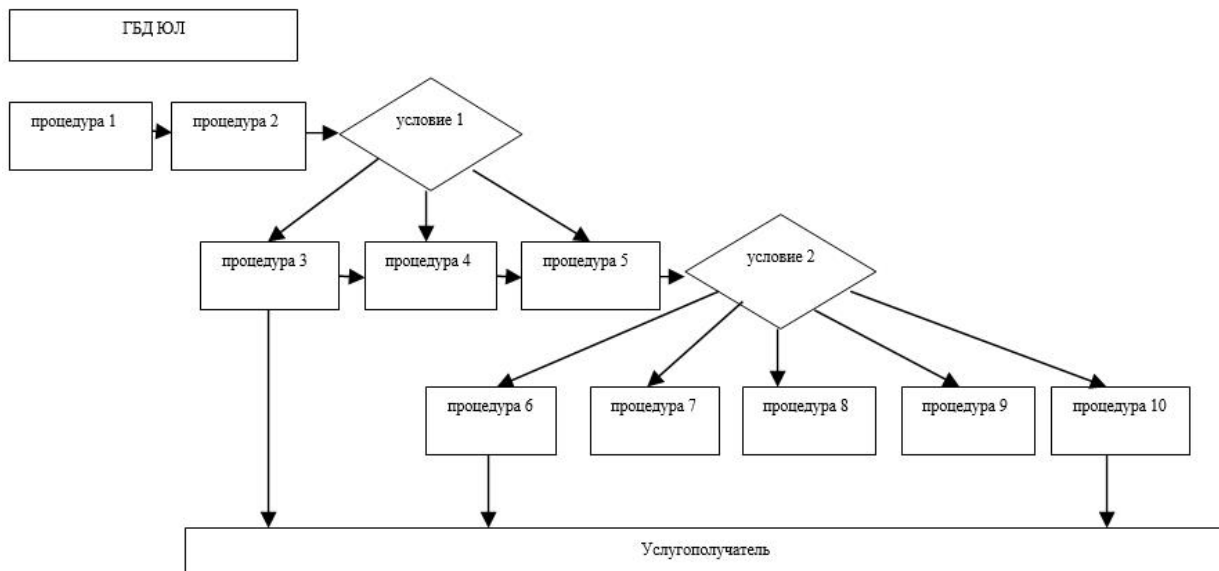 ГБД ЮЛ
процедура 1
процедура 2
условие 1
процедура 3
процедура 4
процедура 5
условие 2
процедура 6
процедура 7
процедура 8
процедура 9
процедура 10
Услугополучатель